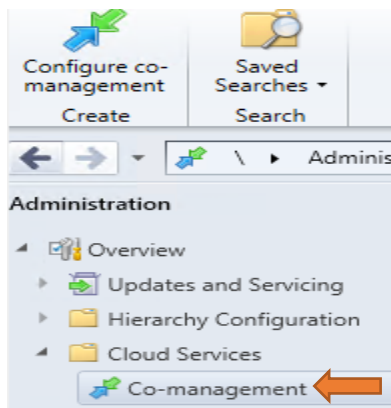 Configure co-
management
Saved
Searches
Create
Search
\ Adminis
Administration
Overview
Updates and Servicing
Hierarchy Configuration
Cloud Services
Co-management